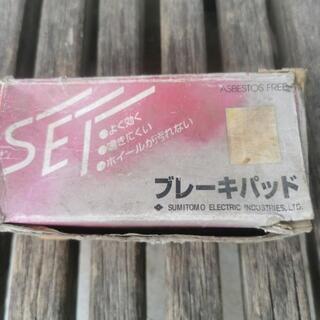 ASBESTOS FREE
SET
●よく効く
●鳴きにくい
●ホイールが汚れない
ブレーキパッド
SUMITOMO ELECTRIC INDUSTRIES, LTD.